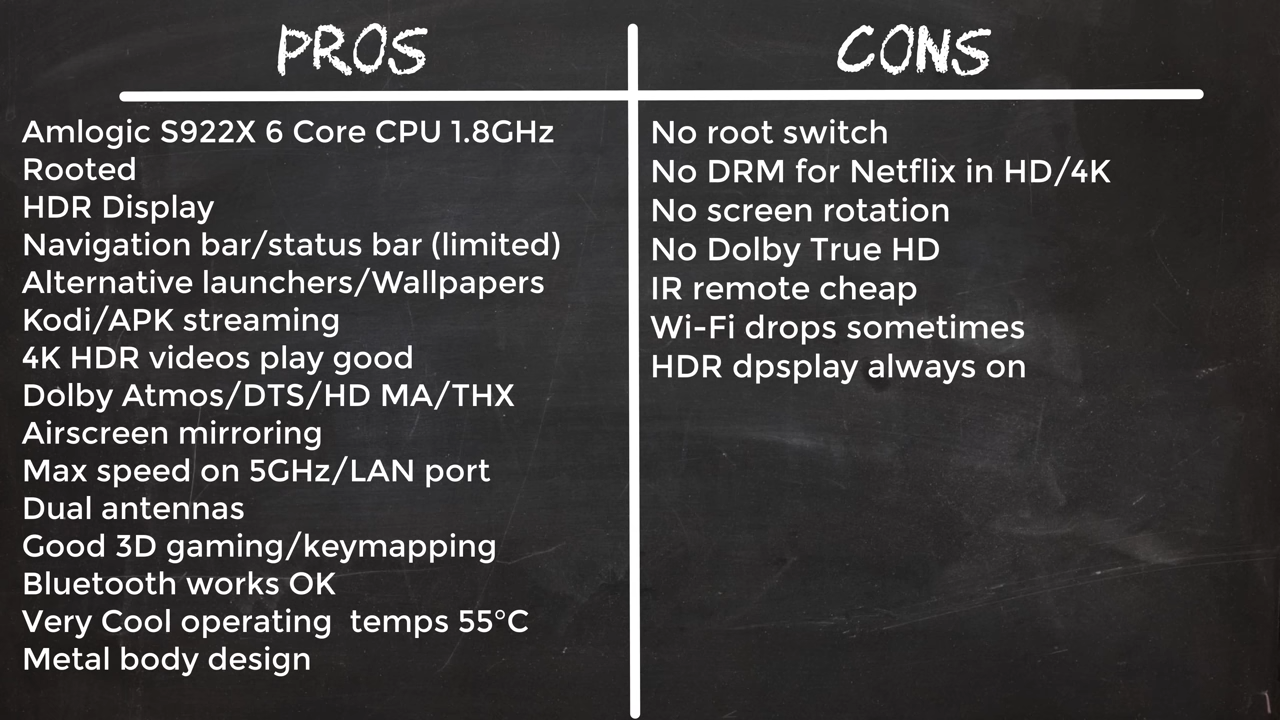 PROS
Amlogic S922X 6 Core CPU 1.8GHz
Rooted
HDR Display
Navigation bar/status bar (limited)
Alternative launchers/Wallpapers
Kodi/APK streaming
4K HDR videos play good
Dolby Atmos/DTS/HD MA/THX
Airscreen mirroring
Max speed on 5GHz/LAN port
Dual antennas
Good 3D gaming/keymapping
Bluetooth works OK
Very Cool operating  temps 55°C
Metal body design
CONS
No root switch
No DRM for Netflix in HD/4K
No screen rotation
No Dolby True HD
IR remote cheap
Wi-Fi drops sometimes
HDR dpsplay always on